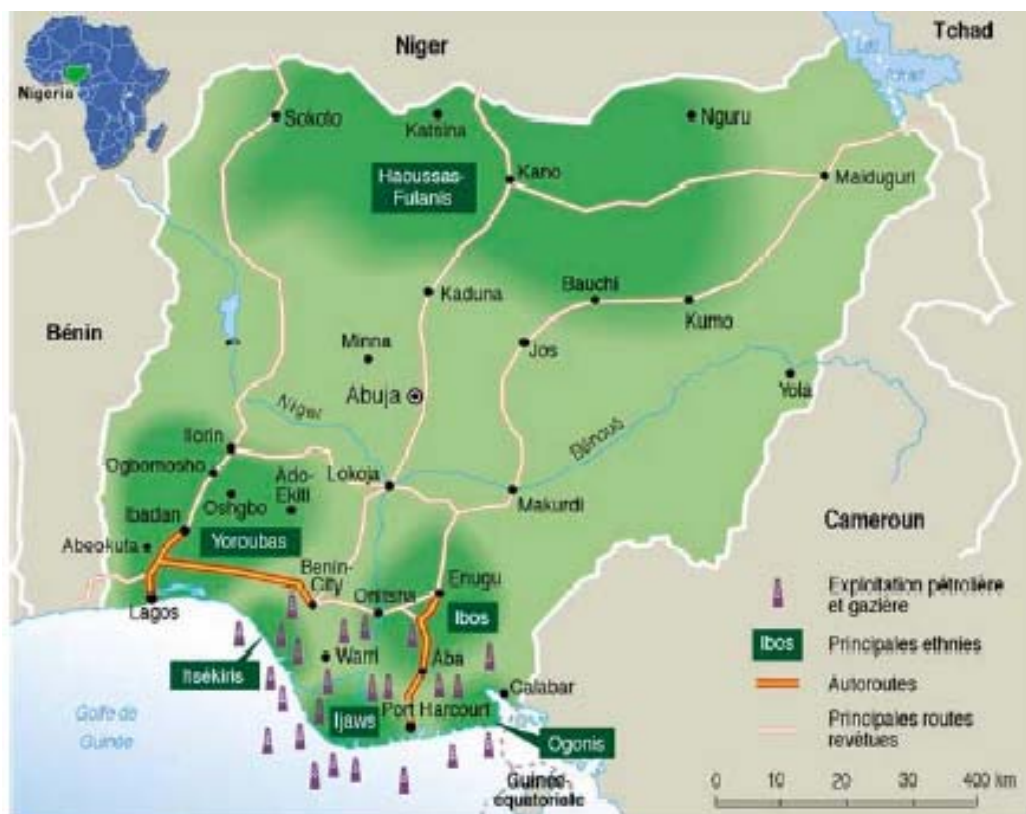 Niger
Tchad
Lac
Tchad
Nigeria
Sokoto
Katsina
Nguru
Haoussas-
Fulanis
Kano
Maiduguri
Kaduna
Bauchi
Kumo
Bénin
Minna
Jos
Abuja
Yola
Niger
Bénoué
Ilorin
Ogbomosho
Ado-
Ekiti
Lokoja
Oshgbo
Makurdi
Ibadan
Cameroun
Abeokuta
Yoroubas
Benin-
City
Enugu
Onitsha
Lagos
Ibos
Warri
Aba
Itsékiris
Calabar
Ijaws
Port Harcourt
Ogonis
Golfe de
Guinée
Guinée-
équatoriale
Exploitation pétrolière
et gazière
Ibos
Principales ethnies
Autoroutes
Principales routes
revêtues
0 10 20 30 400 km